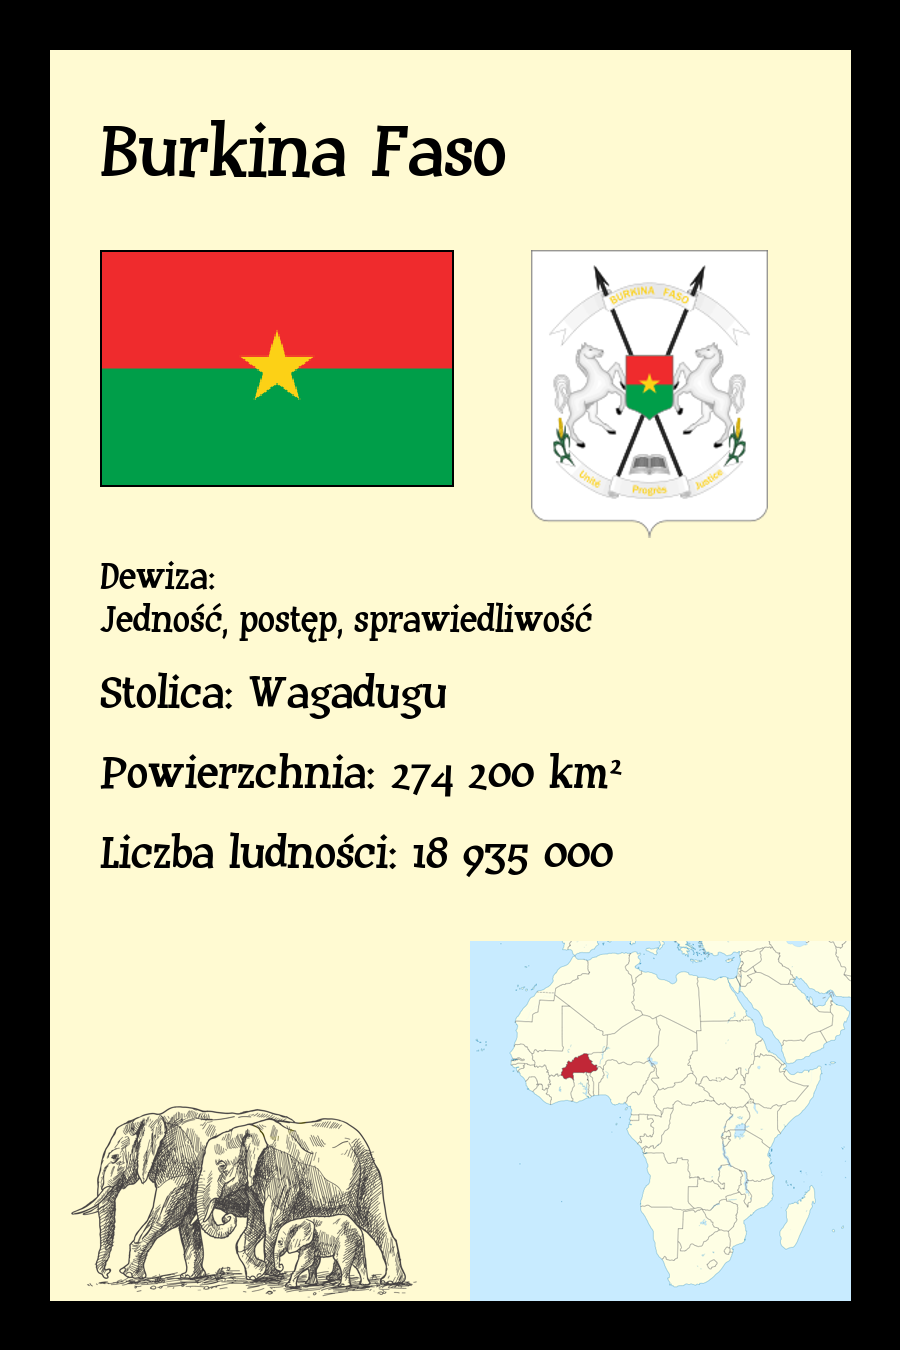 Burkina Faso
BURKINA FASO
Unité Progrès Justice
Dewiza:
Jedność, postęp, sprawiedliwość
Stolica: Wagadugu
Powierzchnia: 274 200 km²
Liczba ludności: 18 935 000